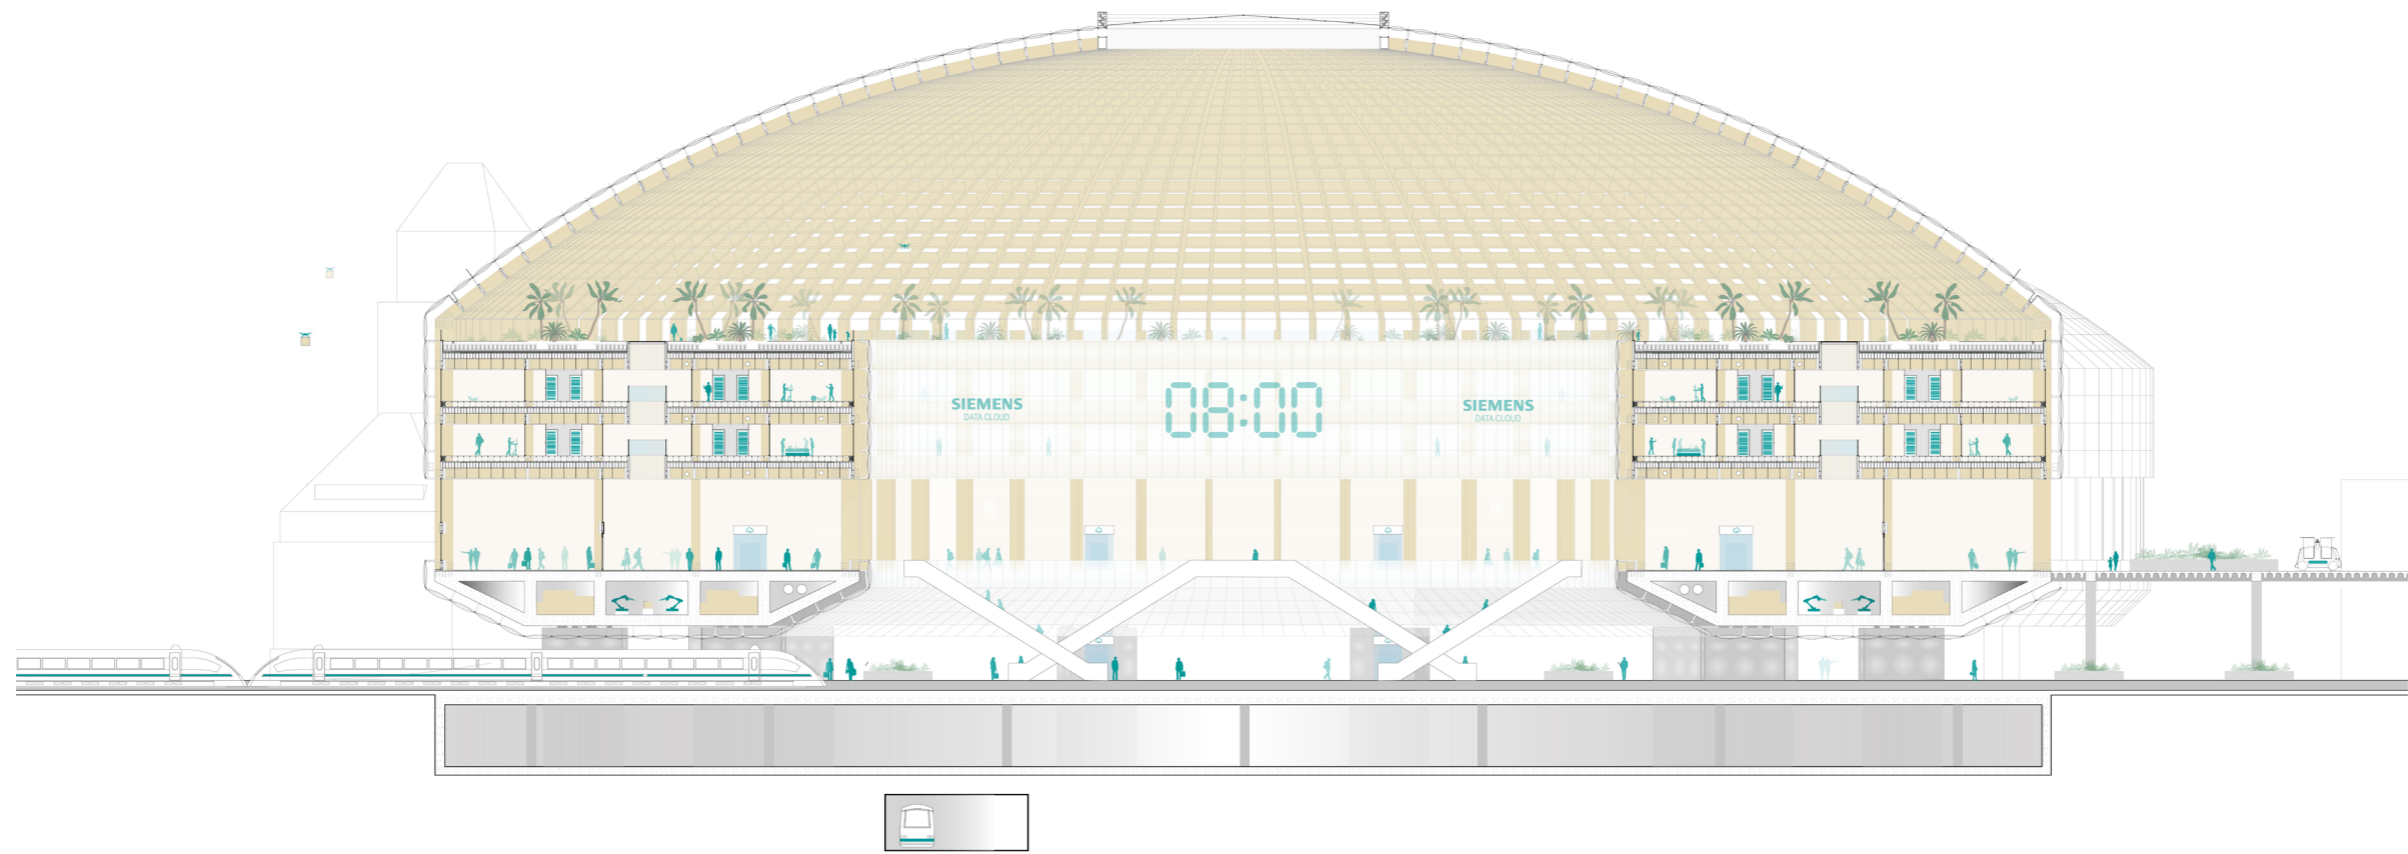 SIEMENS
DATA CLOUD
08:00
SIEMENS
DATA CLOUD